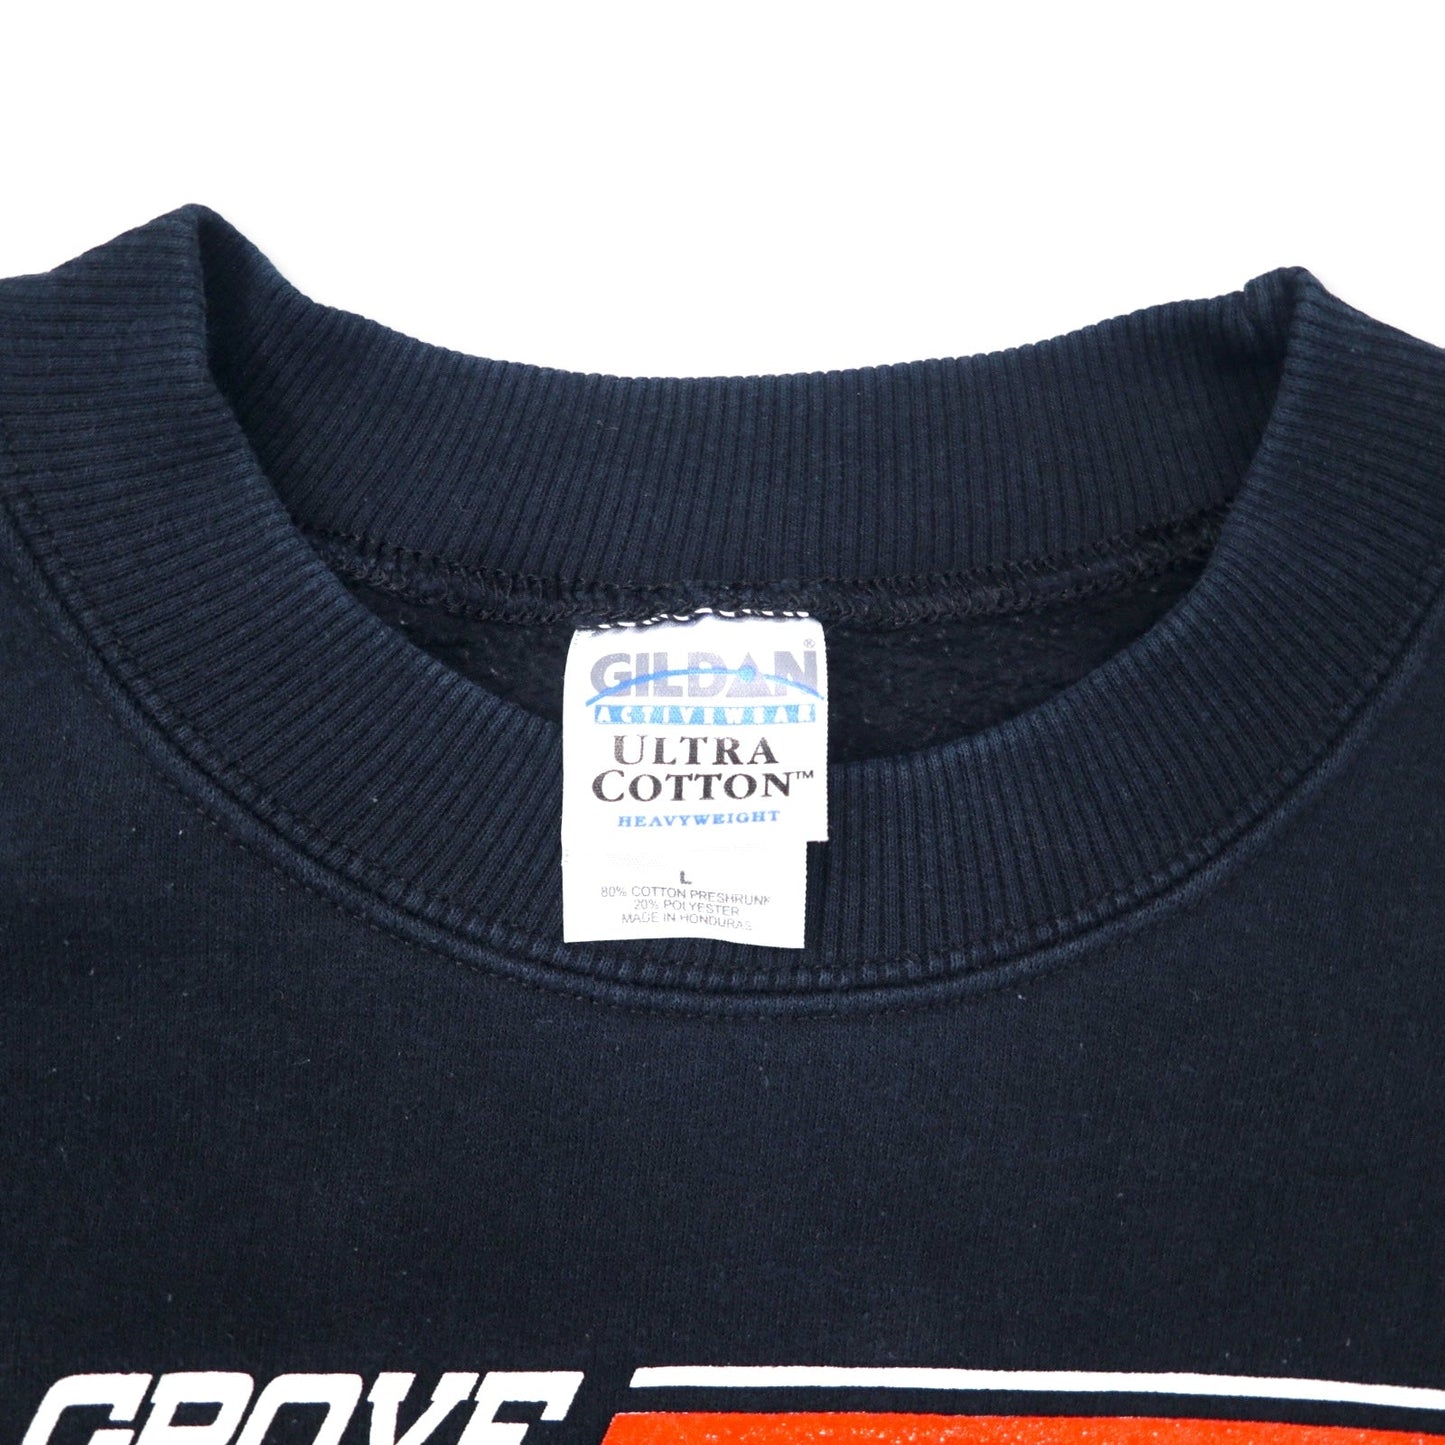 GILDAN®
ACTIVEWEAR
ULTRA
COTTON™
HEAVYWEIGHT
L
80% COTTON PRESHRUNK
20% POLYESTER
MADE IN HONDURAS
GROVE